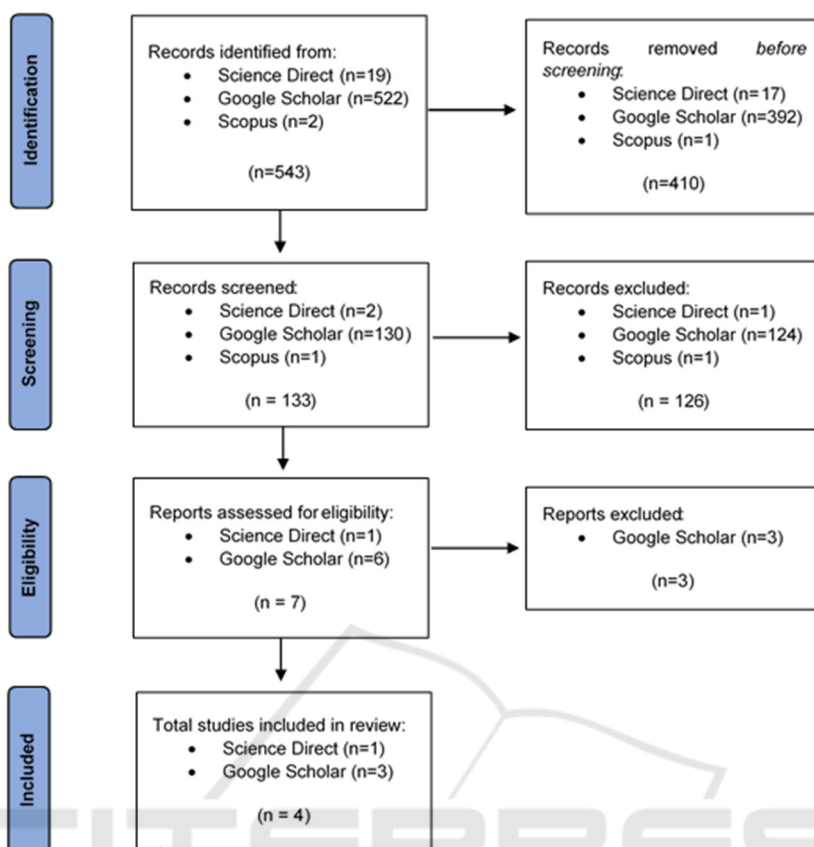 Identification
Records identified from:
• Science Direct (n=19)
• Google Scholar (n=522)
• Scopus (n=2)
(n=543)
Records removed before
screening:
• Science Direct (n=17)
• Google Scholar (n=392)
• Scopus (n=1)
(n=410)
Screening
Records screened:
• Science Direct (n=2)
• Google Scholar (n=130)
• Scopus (n=1)
(n = 133)
Records excluded:
• Science Direct (n=1)
• Google Scholar (n=124)
• Scopus (n=1)
(n = 126)
Eligibility
Reports assessed for eligibility:
• Science Direct (n=1)
• Google Scholar (n=6)
(n = 7)
Reports excluded:
• Google Scholar (n=3)
(n=3)
Included
Total studies included in review:
• Science Direct (n=1)
• Google Scholar (n=3)
(n = 4)